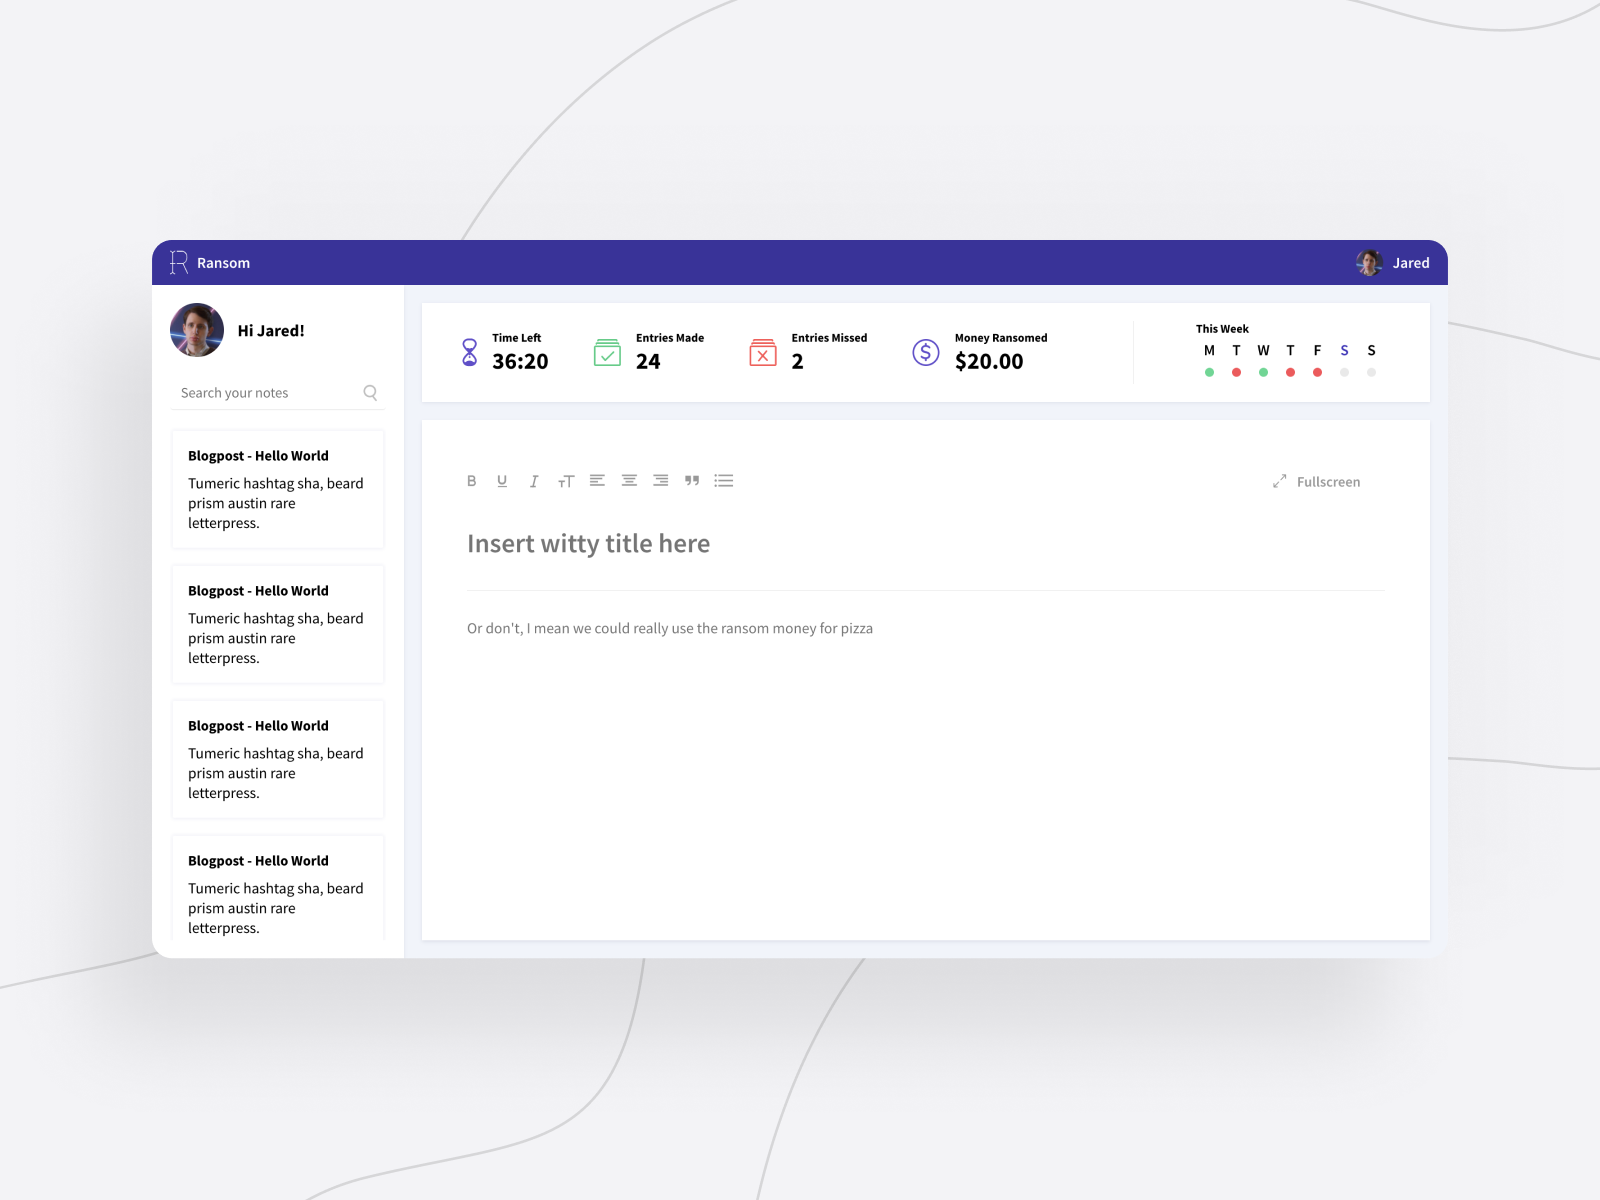 R Ransom
Jared
Hi Jared!
Search your notes
Blogpost - Hello World
Tumeric hashtag sha, beard
prism austin rare
letterpress.
Blogpost - Hello World
Tumeric hashtag sha, beard
prism austin rare
letterpress.
Blogpost - Hello World
Tumeric hashtag sha, beard
prism austin rare
letterpress.
Blogpost - Hello World
Tumeric hashtag sha, beard
prism austin rare
letterpress.
Time Left
36:20
Entries Made
24
Entries Missed
2
Money Ransomed
$20.00
This Week
M T W T F S S
B U I TT
Fullscreen
Insert witty title here
Or don't, I mean we could really use the ransom money for pizza